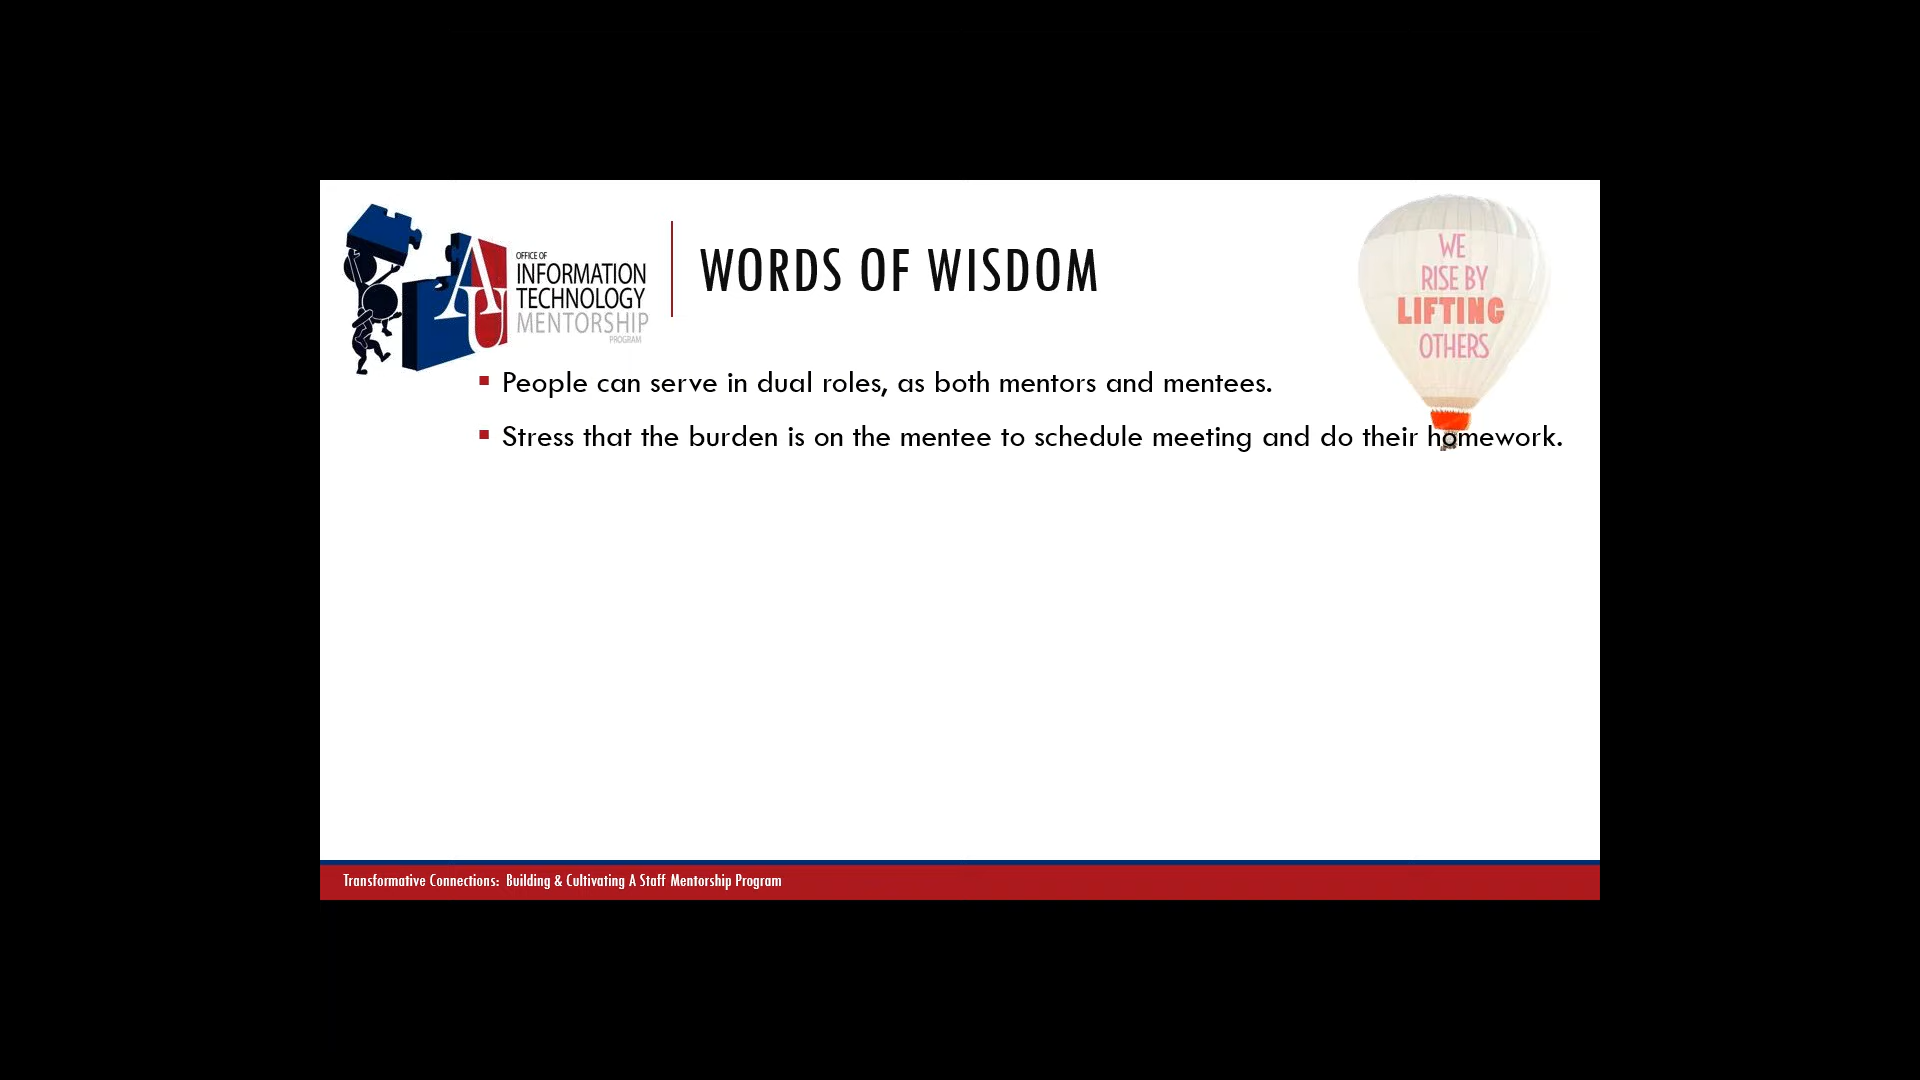 AU
OFFICE OF
INFORMATION
TECHNOLOGY
MENTORSHIP
PROGRAM
WORDS OF WISDOM
WE
RISE BY
LIFTING
OTHERS
▪ People can serve in dual roles, as both mentors and mentees.
▪ Stress that the burden is on the mentee to schedule meeting and do their homework.
Transformative Connections: Building & Cultivating A Staff Mentorship Program